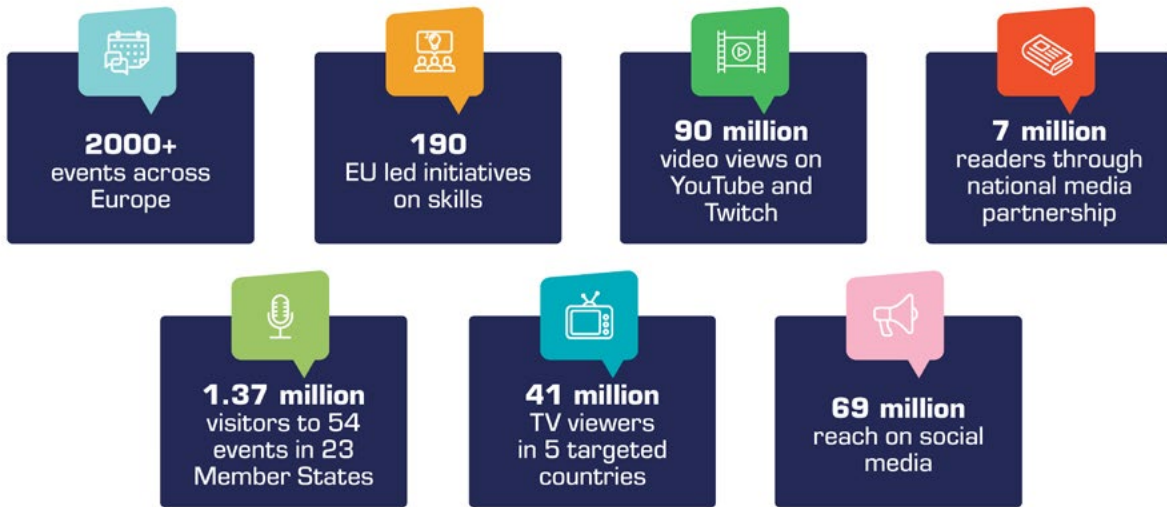 2000+
events across
Europe
190
EU led initiatives
on skills
90 million
video views on
YouTube and
Twitch
7 million
readers through
national media
partnership
1.37 million
visitors to 54
events in 23
Member States
41 million
TV viewers
in 5 targeted
countries
69 million
reach on social
media